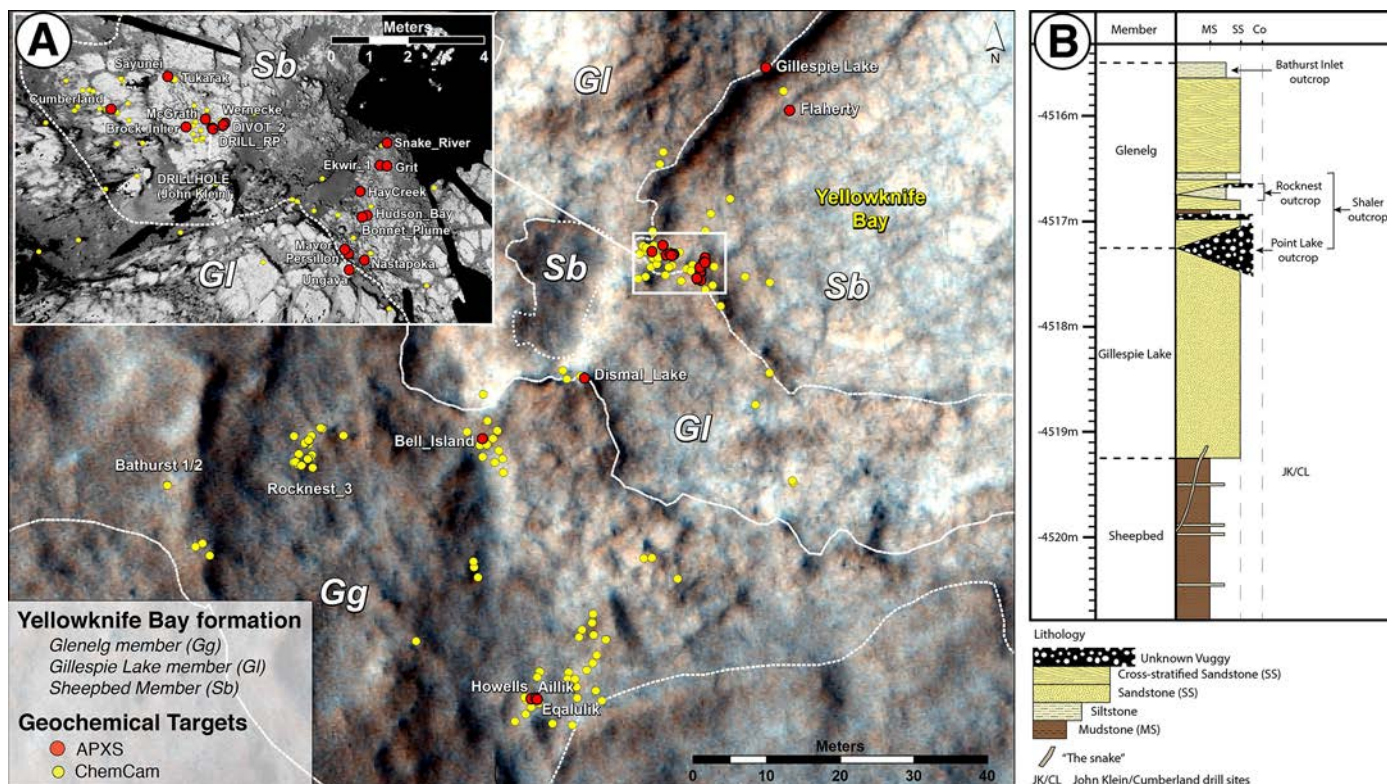 A
Meters
0 1 2 3 4
Sb
Sayunei
Tukarak
Cumberland
McGrath
Wernecke
Brock_Inlier
DIVOT_2
DRILL_RP
DRILLHOLE
(John Klein)
Snake_River
Ekwir_1
Grit
HayCreek
Hudson_Bay
Bonnet_Plume
Mavor
Persillon
Nastapoka
Ungava
Gl
Gl
N
Gillespie Lake
Flaherty
Yellowknife
Bay
Sb
Sb
Dismal_Lake
Gl
Bell_Island
Bathurst 1/2
Rocknest_3
Gg
Howells
Aillik
Eqalulik
Meters
0 10 20 30 40
Yellowknife Bay formation
Glenelg member (Gg)
Gillespie Lake member (Gl)
Sheepbed Member (Sb)
Geochemical Targets
APXS
ChemCam
B
Member
MS SS Co
-4516m
-4517m
-4518m
-4519m
-4520m
Glenelg
Gillespie Lake
Sheepbed
Bathurst Inlet
outcrop
Rocknest
outcrop
Shaler
outcrop
Point Lake
outcrop
JK/CL
Lithology
Unknown Vuggy
Cross-stratified Sandstone (SS)
Sandstone (SS)
Siltstone
Mudstone (MS)
"The snake"
JK/CL John Klein/Cumberland drill sites